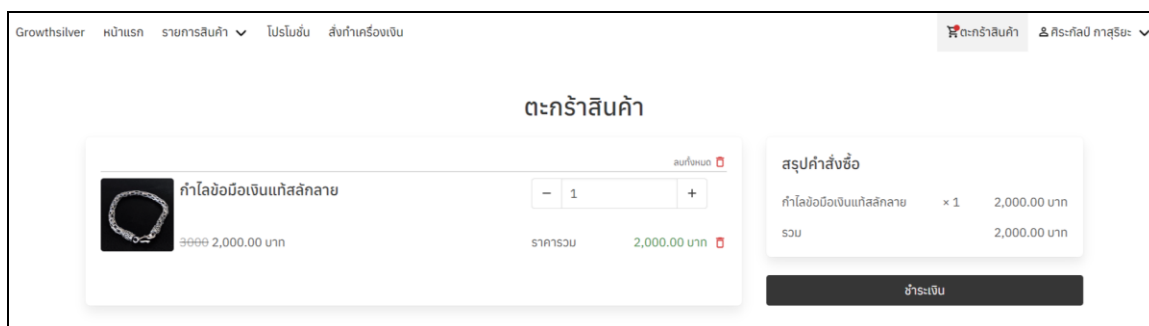 Growthsilver หน้าแรก รายการสินค้า โปรโมชั่น สั่งทำเครื่องเงิน ตะกร้าสินค้า ศิระกัลป์ กาสุริยะ
ตะกร้าสินค้า
ลบทั้งหมด
กำไลข้อมือเงินแท้สลักลาย
− 1 +
3000 2,000.00 บาท
ราคารวม 2,000.00 บาท
สรุปคำสั่งซื้อ
กำไลข้อมือเงินแท้สลักลาย × 1 2,000.00 บาท
รวม 2,000.00 บาท
ชำระเงิน